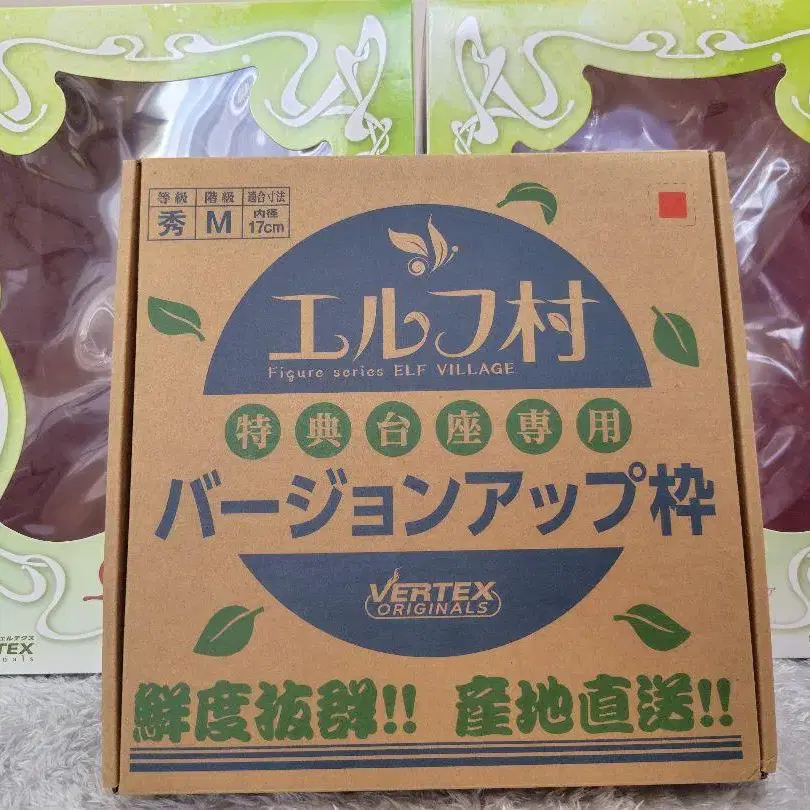 等級 階級 適合寸法
秀 M 内径
17cm
エルフ村
Figure series ELF VILLAGE
特典台座専用
バージョンアップ枠
VERTEX
ORIGINALS
鮮度抜群!! 産地直送!!
TEX